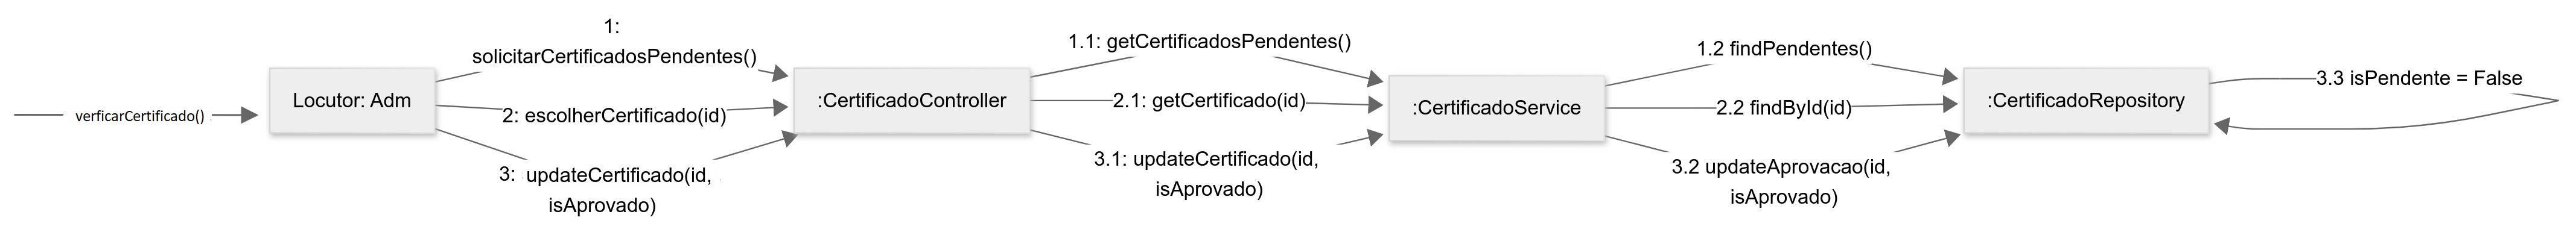 verficarCertificado()
Locutor: Adm
1:
solicitarCertificadosPendentes()
2: escolherCertificado(id)
3: updateCertificado(id,
isAprovado)
:CertificadoController
1.1: getCertificadosPendentes()
2.1: getCertificado(id)
3.1: updateCertificado(id,
isAprovado)
:CertificadoService
1.2 findPendentes()
2.2 findById(id)
3.2 updateAprovacao(id,
isAprovado)
:CertificadoRepository
3.3 isPendente = False